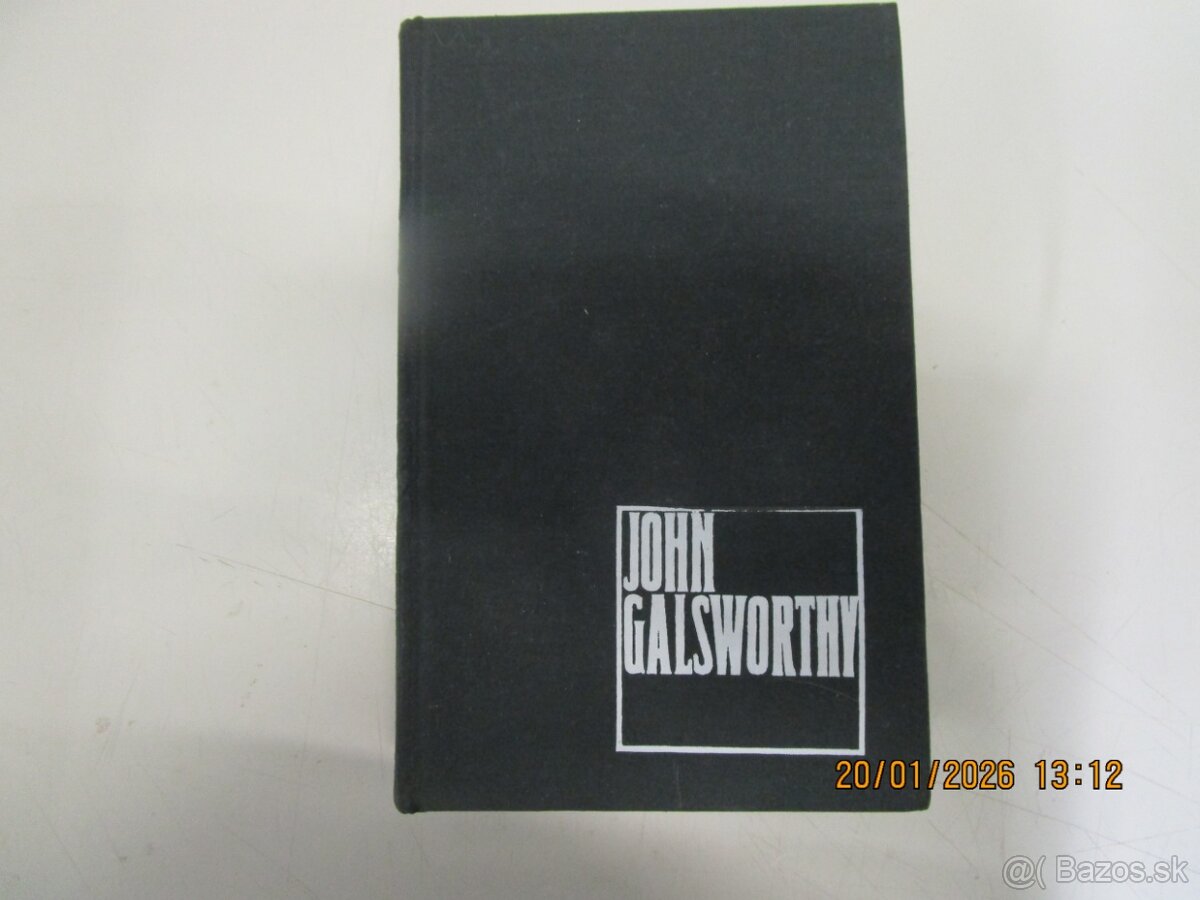 JOHN
GALSWORTHY
20/01/2026 13:12
@( Bazos.sk